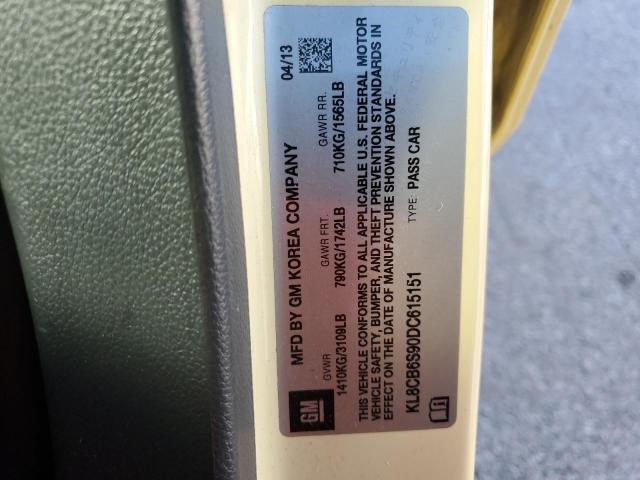 GM
MFD BY GM KOREA COMPANY 04/13
GVWR GAWR FRT. GAWR RR.
1410KG/3109LB 790KG/1742LB 710KG/1565LB
THIS VEHICLE CONFORMS TO ALL APPLICABLE U.S. FEDERAL MOTOR
VEHICLE SAFETY, BUMPER, AND THEFT PREVENTION STANDARDS IN
EFFECT ON THE DATE OF MANUFACTURE SHOWN ABOVE.
KL8CB6S90DC615151 TYPE: PASS CAR